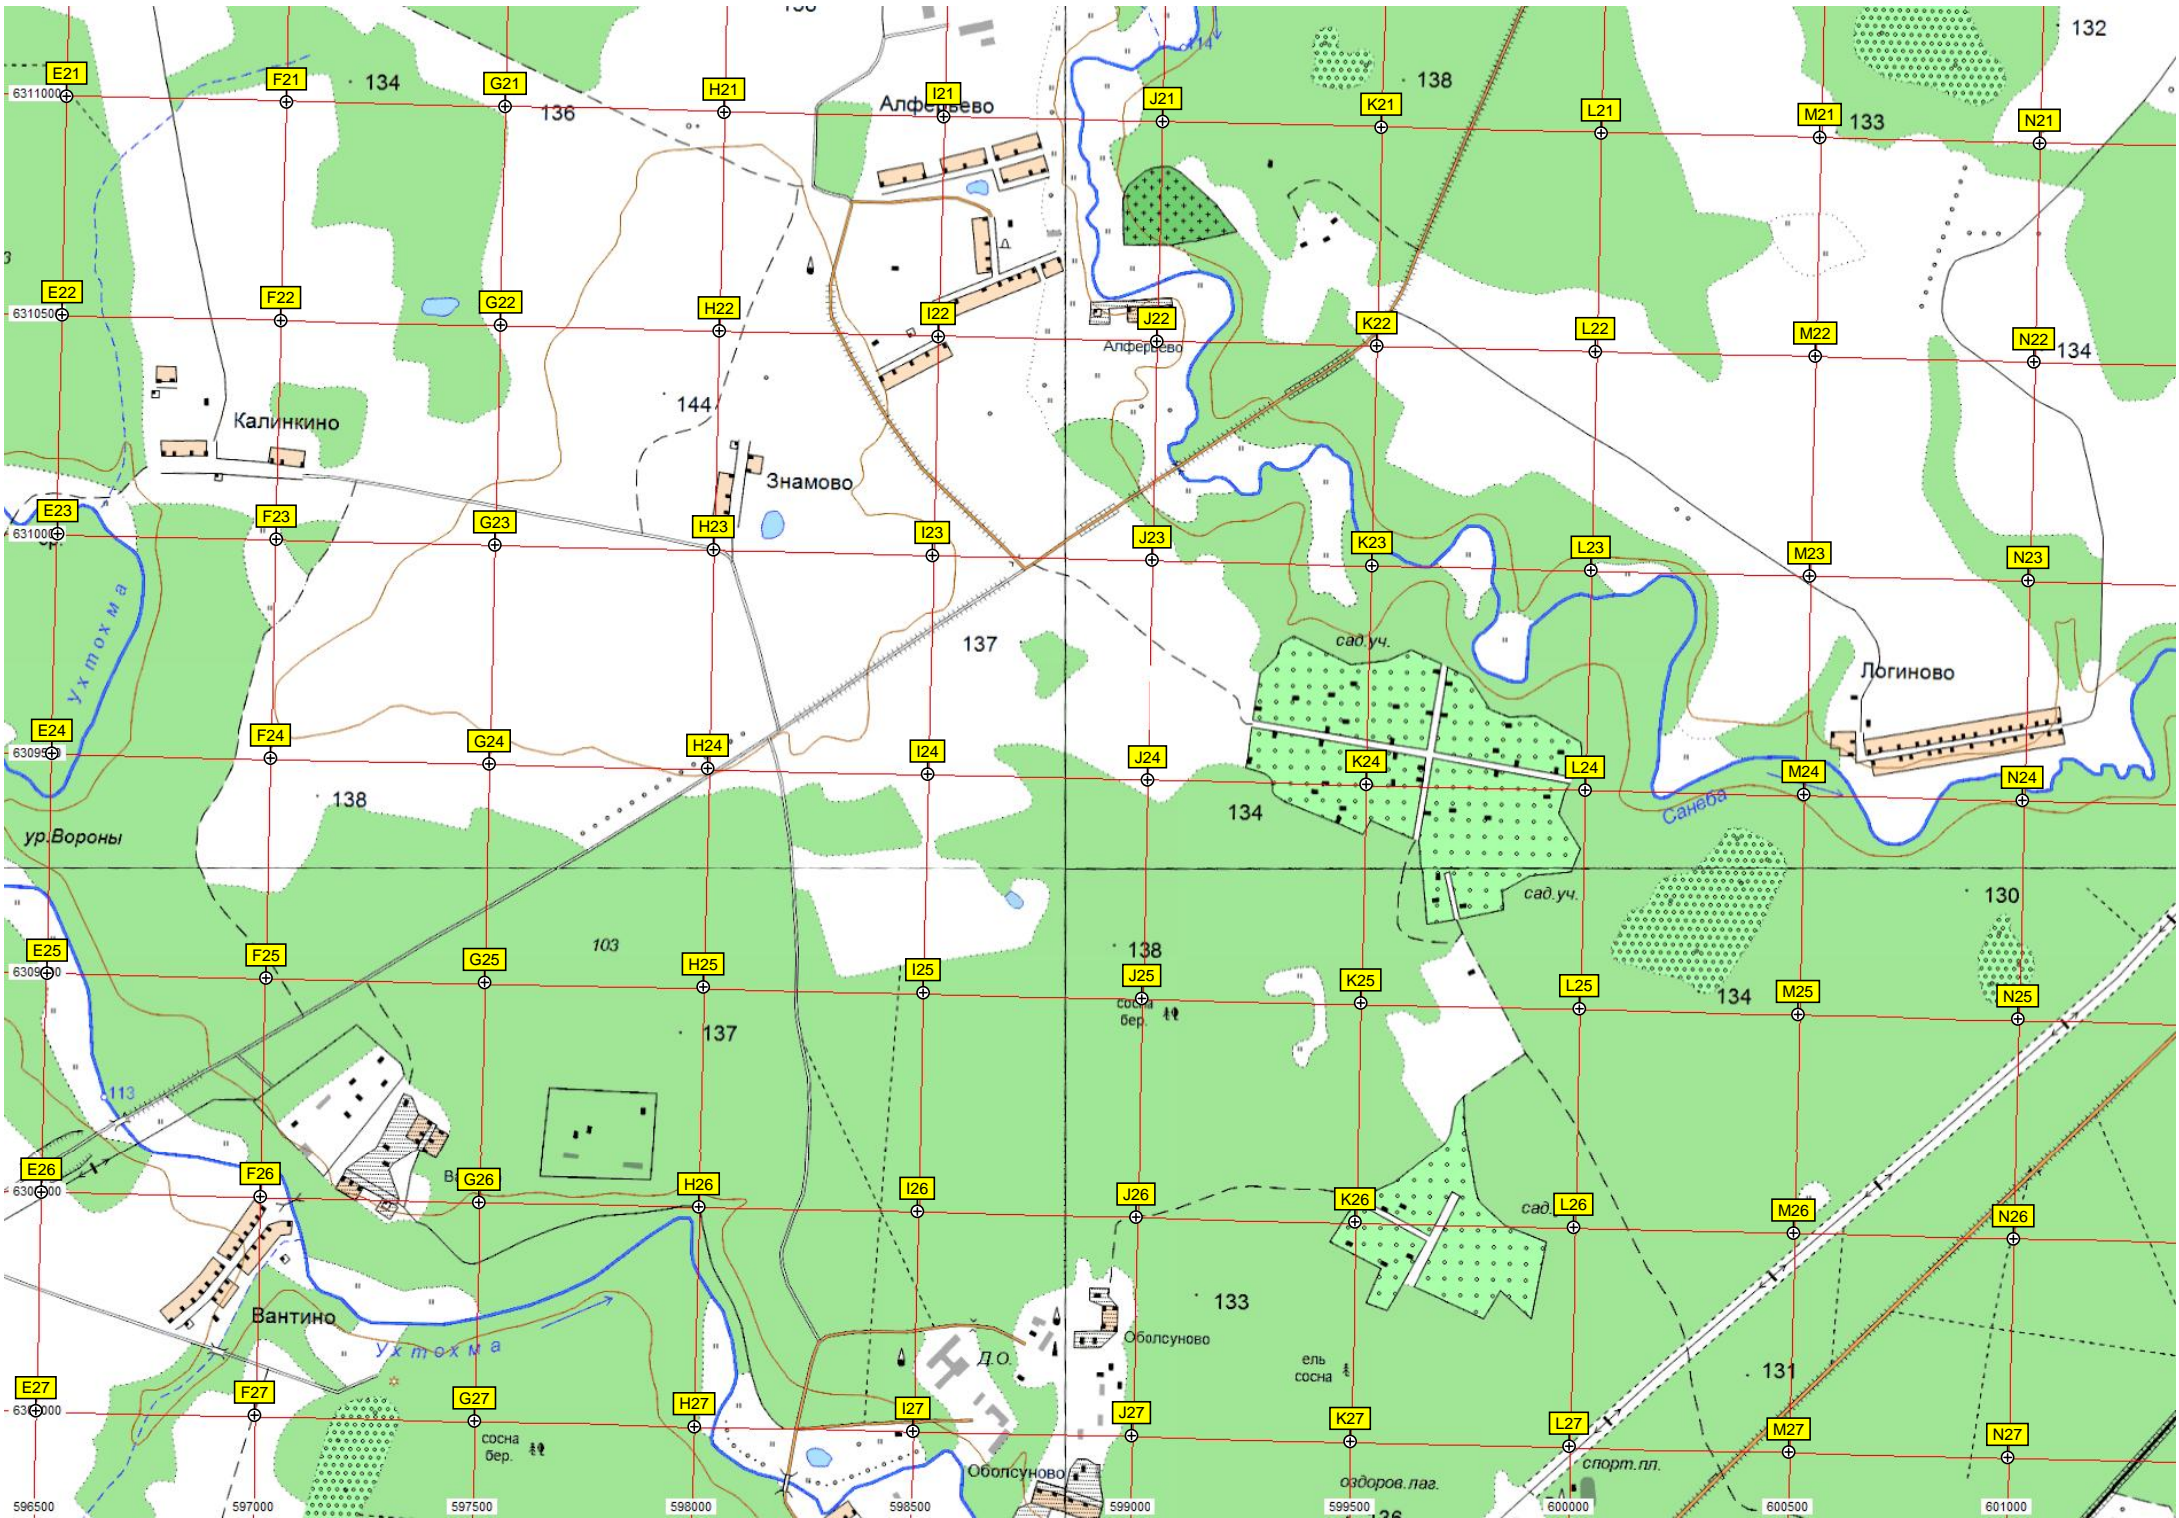 132
114
134
138
E21
F21
G21
H21
I21
J21
K21
L21
M21
N21
6311000
136
Алферьево
133
E22
F22
G22
H22
I22
J22
K22
L22
M22
N22
Алферьево
134
144
Калинкино
Знамово
E23
F23
G23
H23
I23
J23
K23
L23
M23
N23
Ухтохма
137
сад.уч.
Логиново
E24
F24
G24
H24
I24
J24
K24
L24
M24
N24
138
134
Санеба
ур.Вороны
сад.уч.
130
103
138
E25
F25
G25
H25
I25
J25
K25
L25
M25
N25
134
сосна
бер.
137
113
E26
F26
G26
H26
I26
J26
K26
L26
M26
N26
сад.
133
Вантино
Оболсуново
Ухтохма
Д.О.
ель
сосна
131
E27
F27
G27
H27
I27
J27
K27
L27
M27
N27
сосна
бер.
Оболсуново
оздоров.лаг.
спорт.пл.
596500
597000
597500
598000
598500
599000
599500
600000
600500
601000